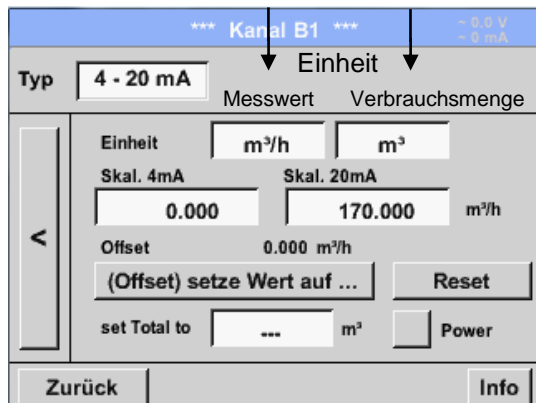 *** Kanal B1 ***
~ 0.0 V
~ 0 mA
Einheit
Typ 4 - 20 mA
Messwert Verbrauchsmenge
Einheit m³/h m³
Skal. 4mA Skal. 20mA
0.000 170.000 m³/h
<
Offset 0.000 m³/h
(Offset) setze Wert auf ... Reset
set Total to --- m³ Power
Zurück Info